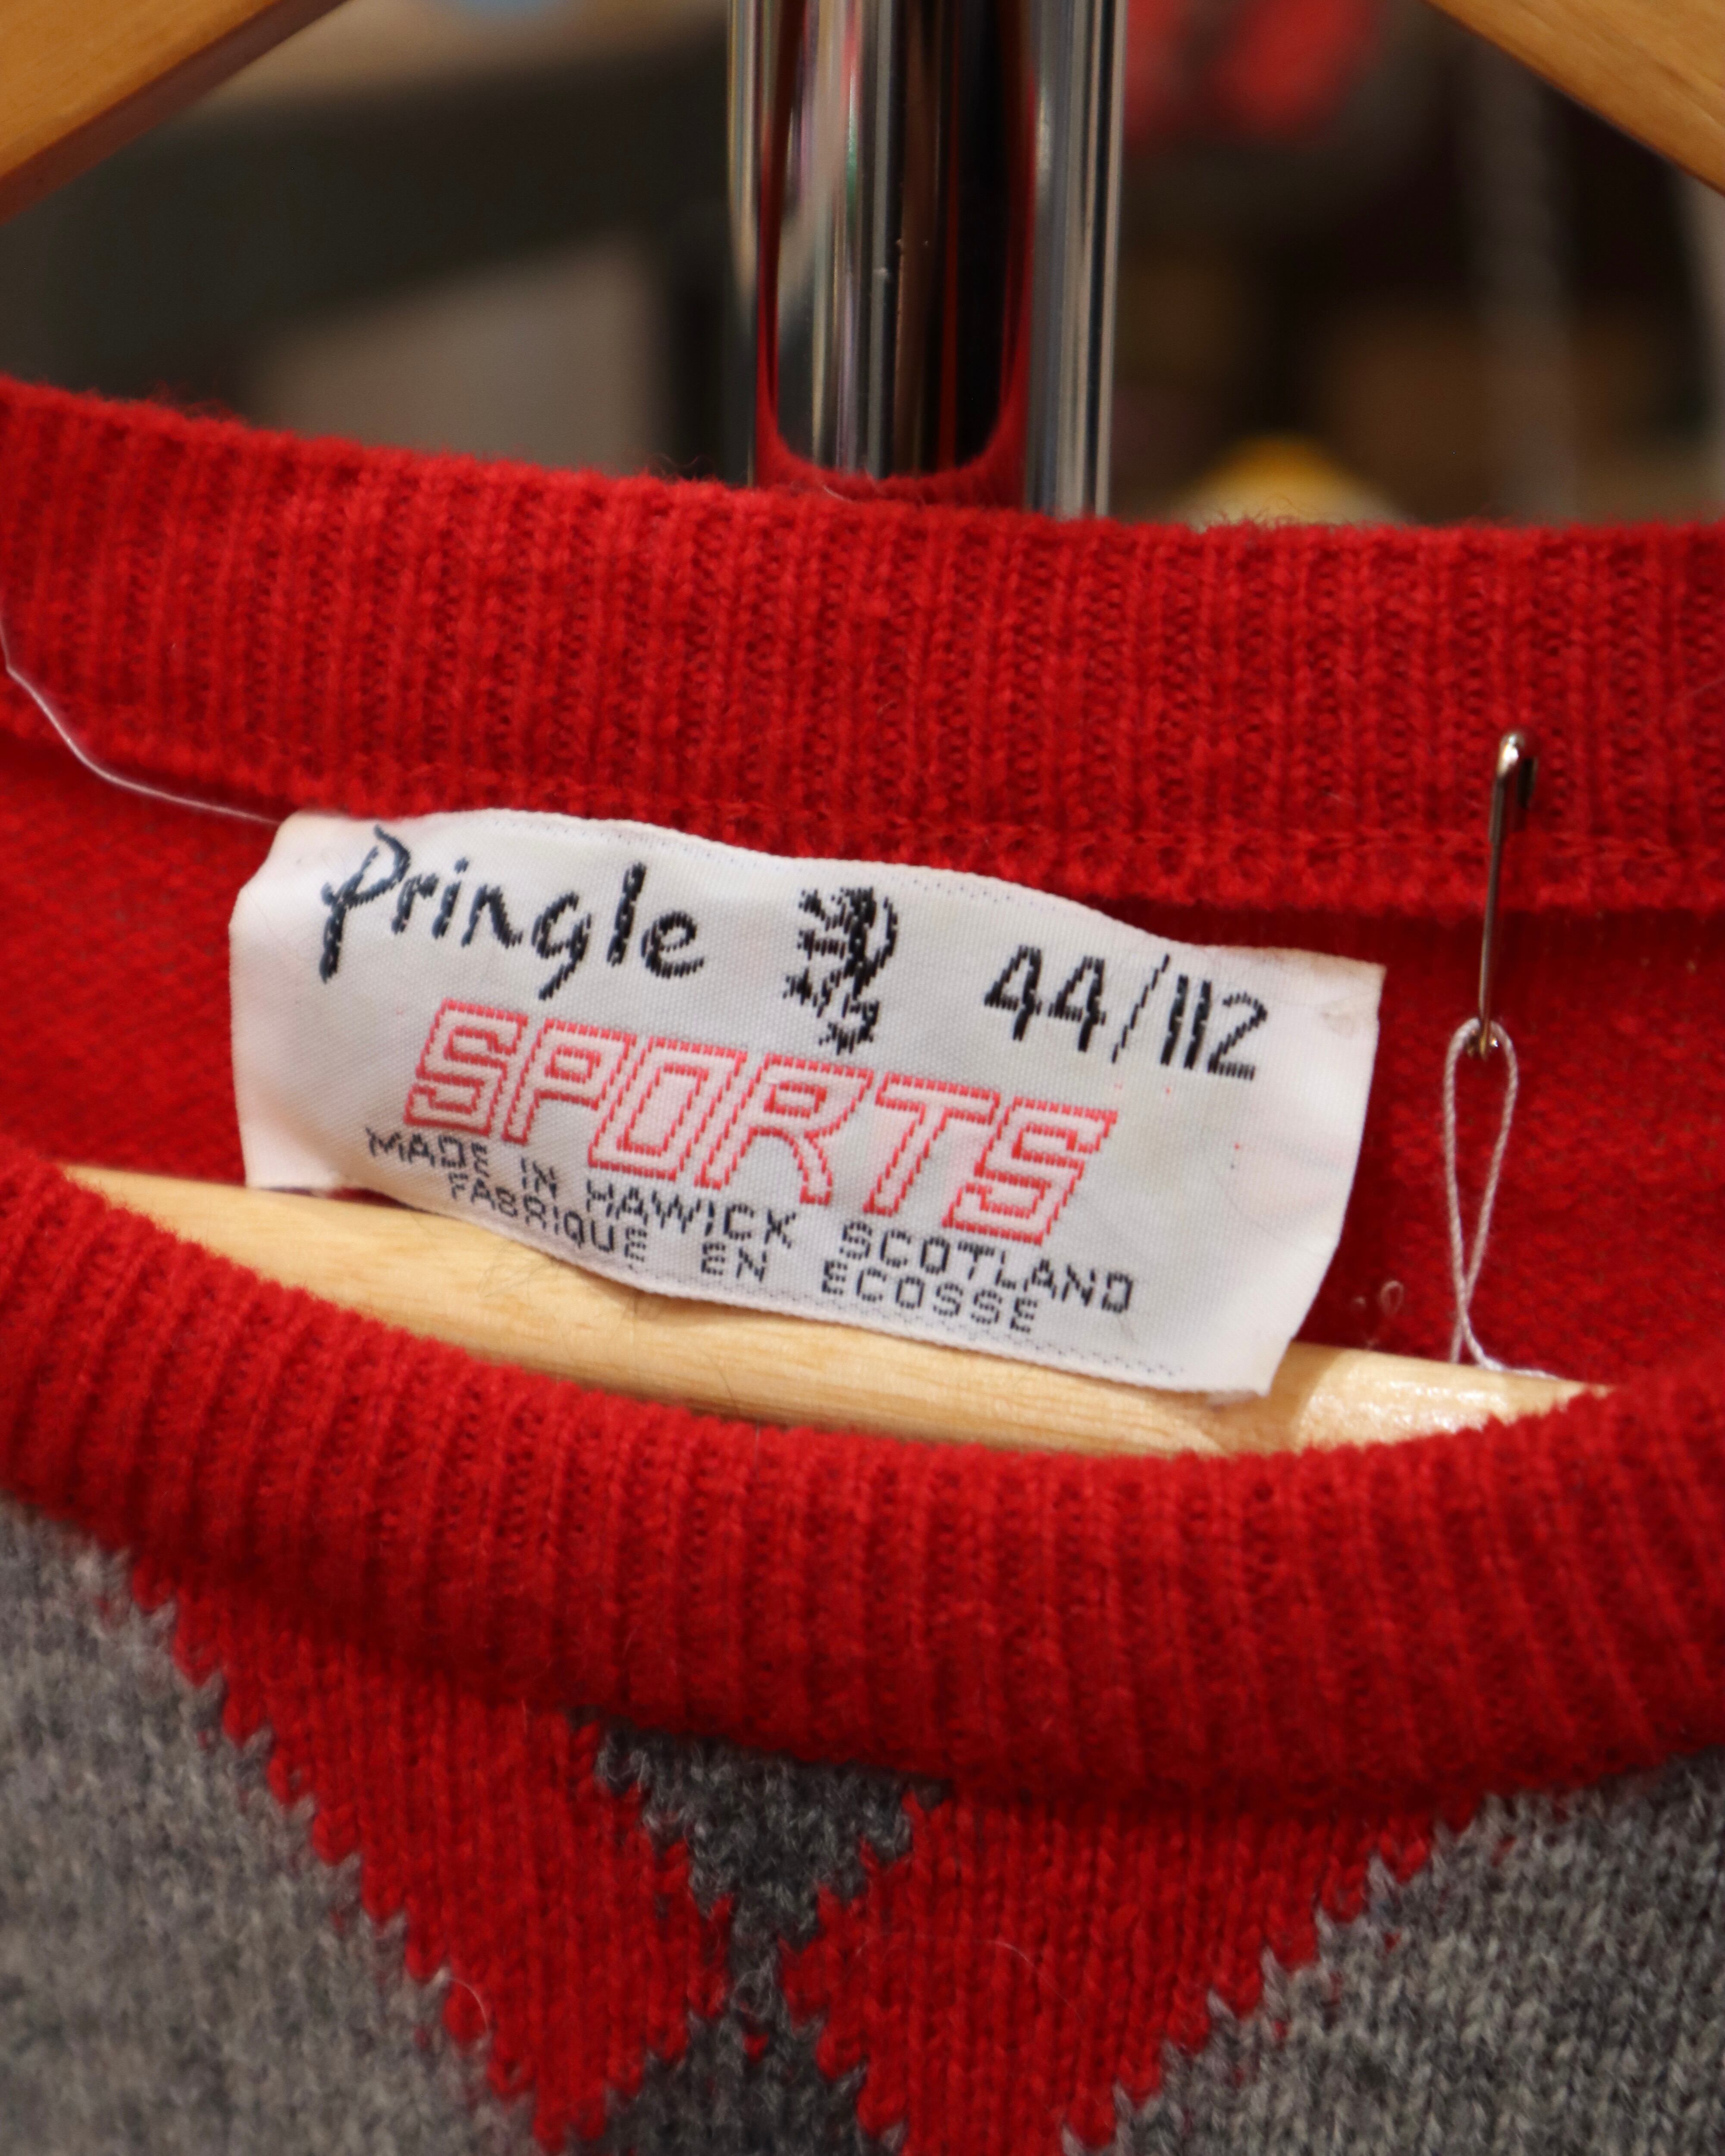 Pringle 44/112
SPORTS
MADE IN HAWICK SCOTLAND
FABRIQUE EN ECOSSE